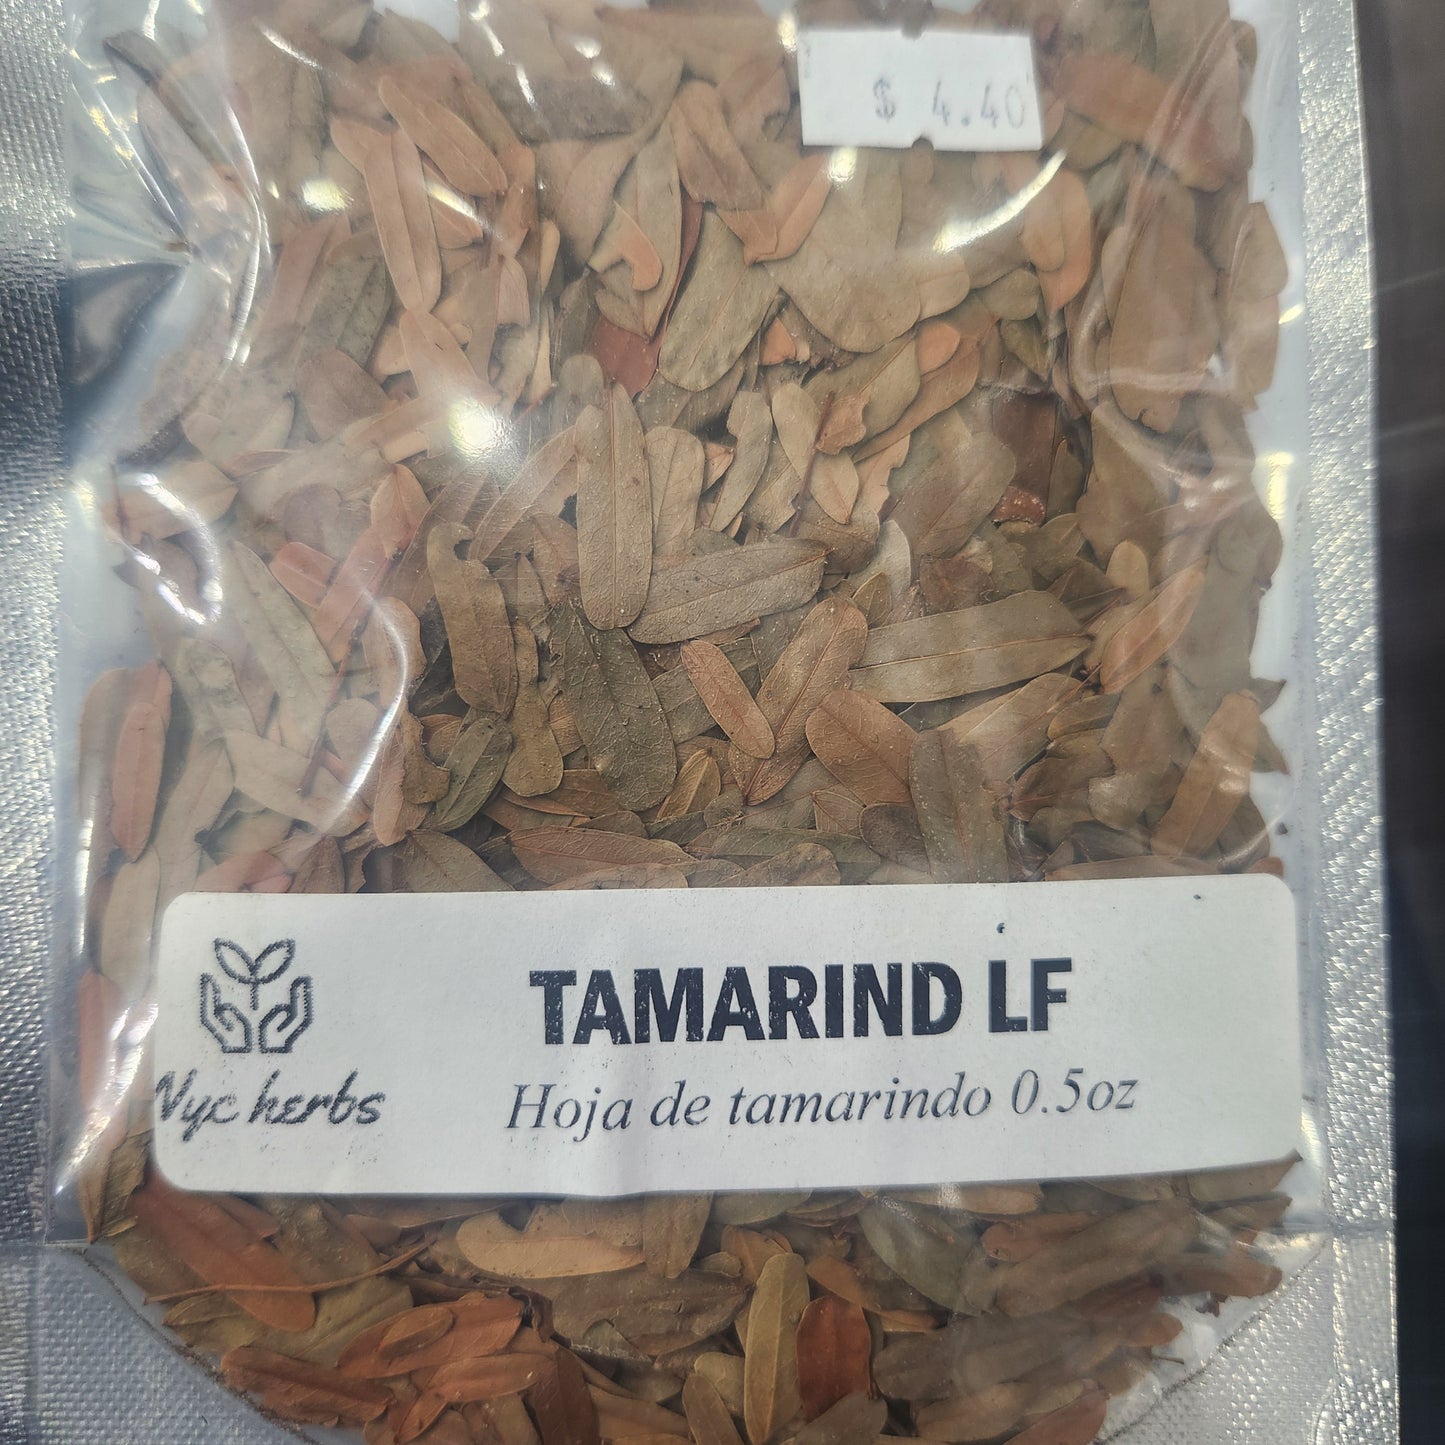 $ 4.40
TAMARIND LF
Hoja de tamarindo 0.5oz
Nyc herbs